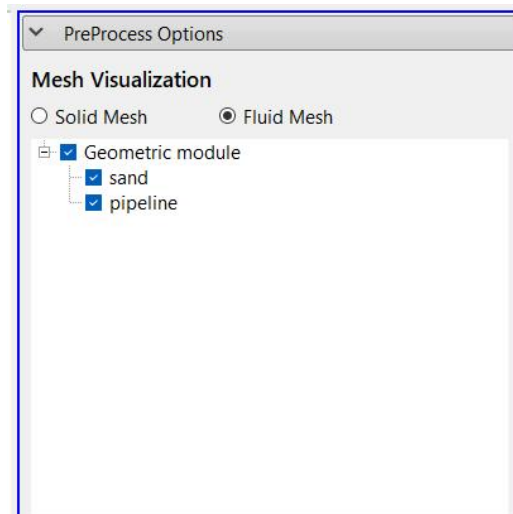 PreProcess Options
Mesh Visualization
Solid Mesh Fluid Mesh
Geometric module
sand
pipeline